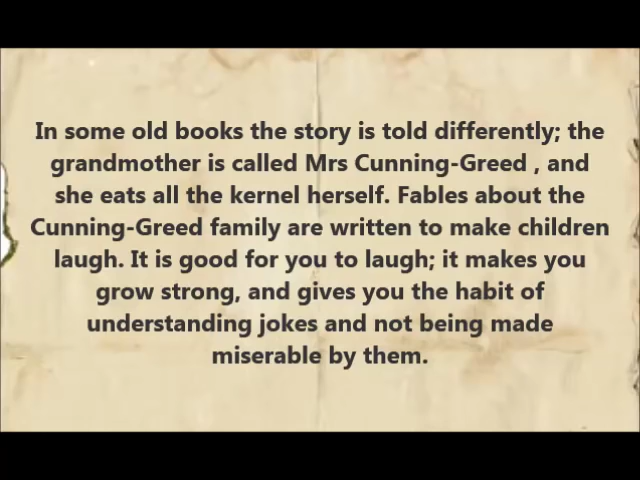 In some old books the story is told differently; the
grandmother is called Mrs Cunning-Greed , and
she eats all the kernel herself. Fables about the
Cunning-Greed family are written to make children
laugh. It is good for you to laugh; it makes you
grow strong, and gives you the habit of
understanding jokes and not being made
miserable by them.